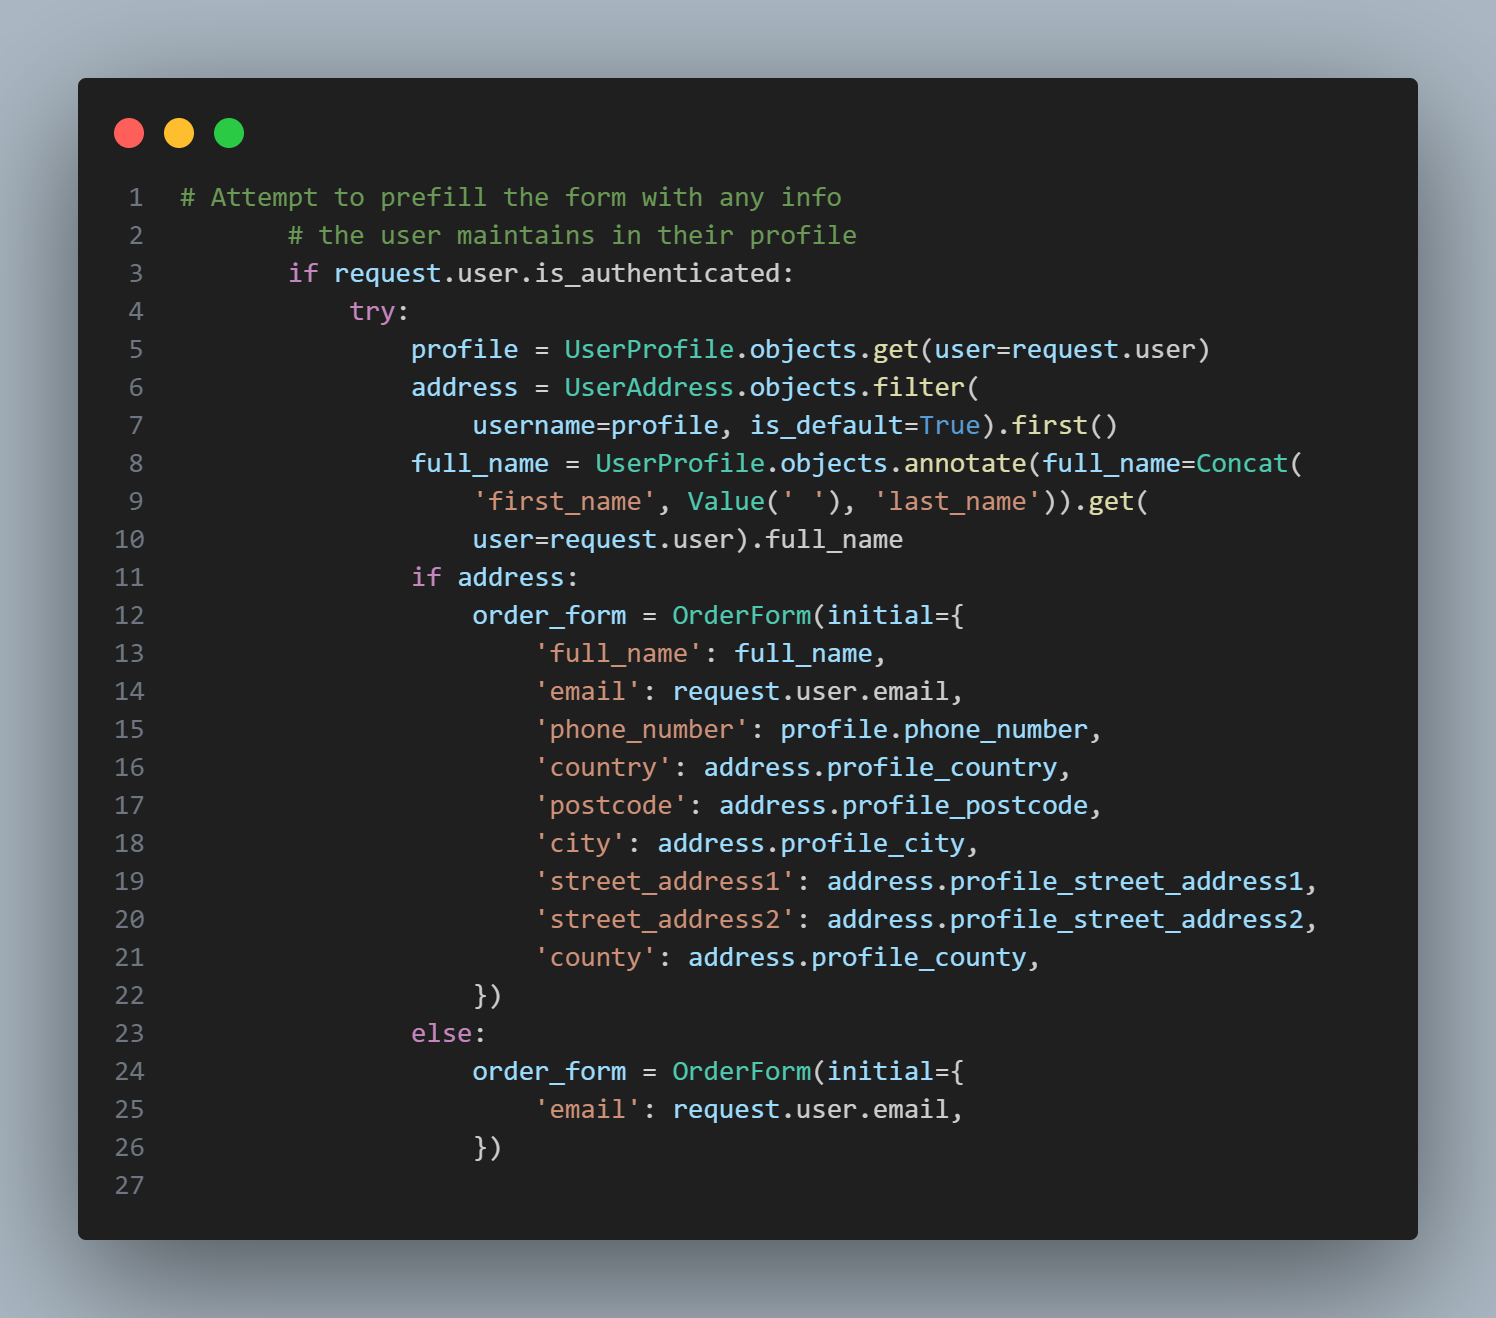 1 # Attempt to prefill the form with any info
2         # the user maintains in their profile
3         if request.user.is_authenticated:
4             try:
5                 profile = UserProfile.objects.get(user=request.user)
6                 address = UserAddress.objects.filter(
7                     username=profile, is_default=True).first()
8                 full_name = UserProfile.objects.annotate(full_name=Concat(
9                     'first_name', Value(' '), 'last_name')).get(
10                     user=request.user).full_name
11                 if address:
12                     order_form = OrderForm(initial={
13                         'full_name': full_name,
14                         'email': request.user.email,
15                         'phone_number': profile.phone_number,
16                         'country': address.profile_country,
17                         'postcode': address.profile_postcode,
18                         'city': address.profile_city,
19                         'street_address1': address.profile_street_address1,
20                         'street_address2': address.profile_street_address2,
21                         'county': address.profile_county,
22                     })
23                 else:
24                     order_form = OrderForm(initial={
25                         'email': request.user.email,
26                     })
27